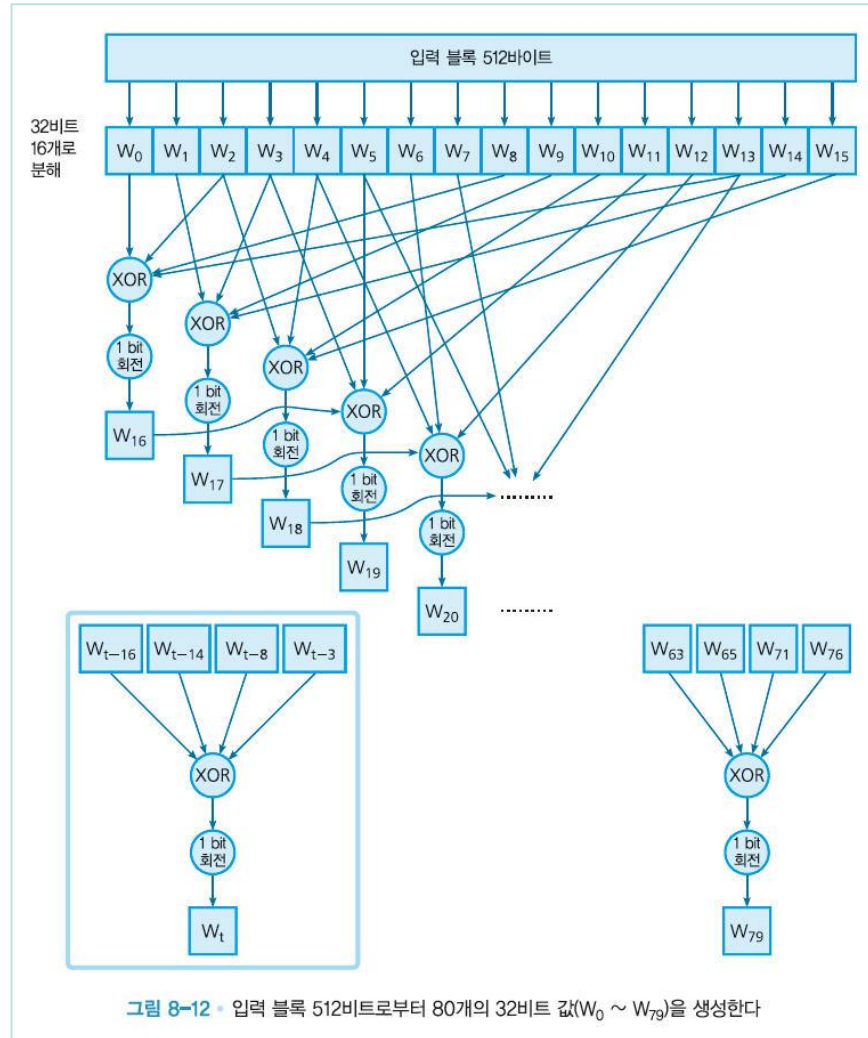 입력 블록 512바이트
32비트
16개로
분해
W₀ W₁ W₂ W₃ W₄ W₅ W₆ W₇ W₈ W₉ W₁₀ W₁₁ W₁₂ W₁₃ W₁₄ W₁₅
XOR
XOR
XOR
XOR
XOR
1 bit
회전
1 bit
회전
1 bit
회전
1 bit
회전
1 bit
회전
W₁₆
W₁₇
W₁₈
W₁₉
W₂₀
.........
.........
Wₜ₋₁₆ Wₜ₋₁₄ Wₜ₋₈ Wₜ₋₃
XOR
1 bit
회전
Wₜ
W₆₃ W₆₅ W₇₁ W₇₆
XOR
1 bit
회전
W₇₉
그림 8-12 • 입력 블록 512비트로부터 80개의 32비트 값(W₀ ~ W₇₉)을 생성한다